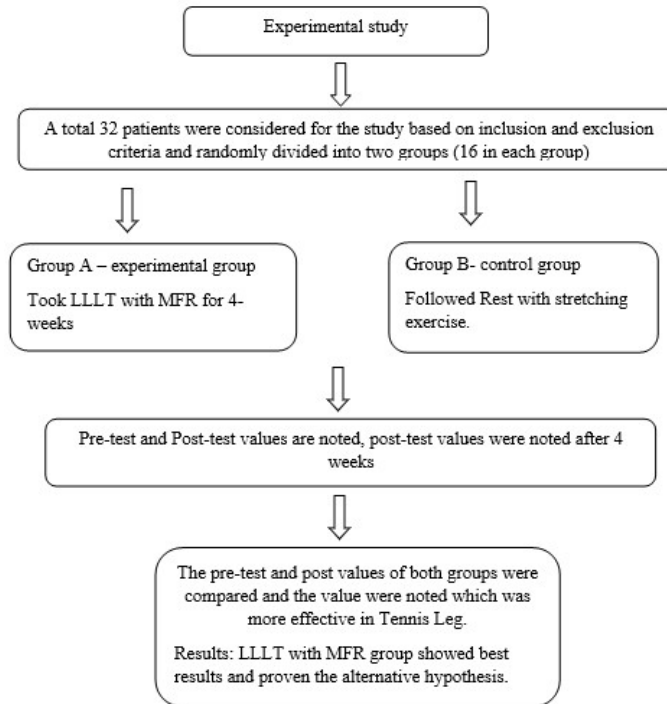 Experimental study
A total 32 patients were considered for the study based on inclusion and exclusion
criteria and randomly divided into two groups (16 in each group)
Group A – experimental group
Took LLLT with MFR for 4-
weeks
Group B- control group
Followed Rest with stretching
exercise.
Pre-test and Post-test values are noted, post-test values were noted after 4
weeks
The pre-test and post values of both groups were
compared and the value were noted which was
more effective in Tennis Leg.
Results: LLLT with MFR group showed best
results and proven the alternative hypothesis.